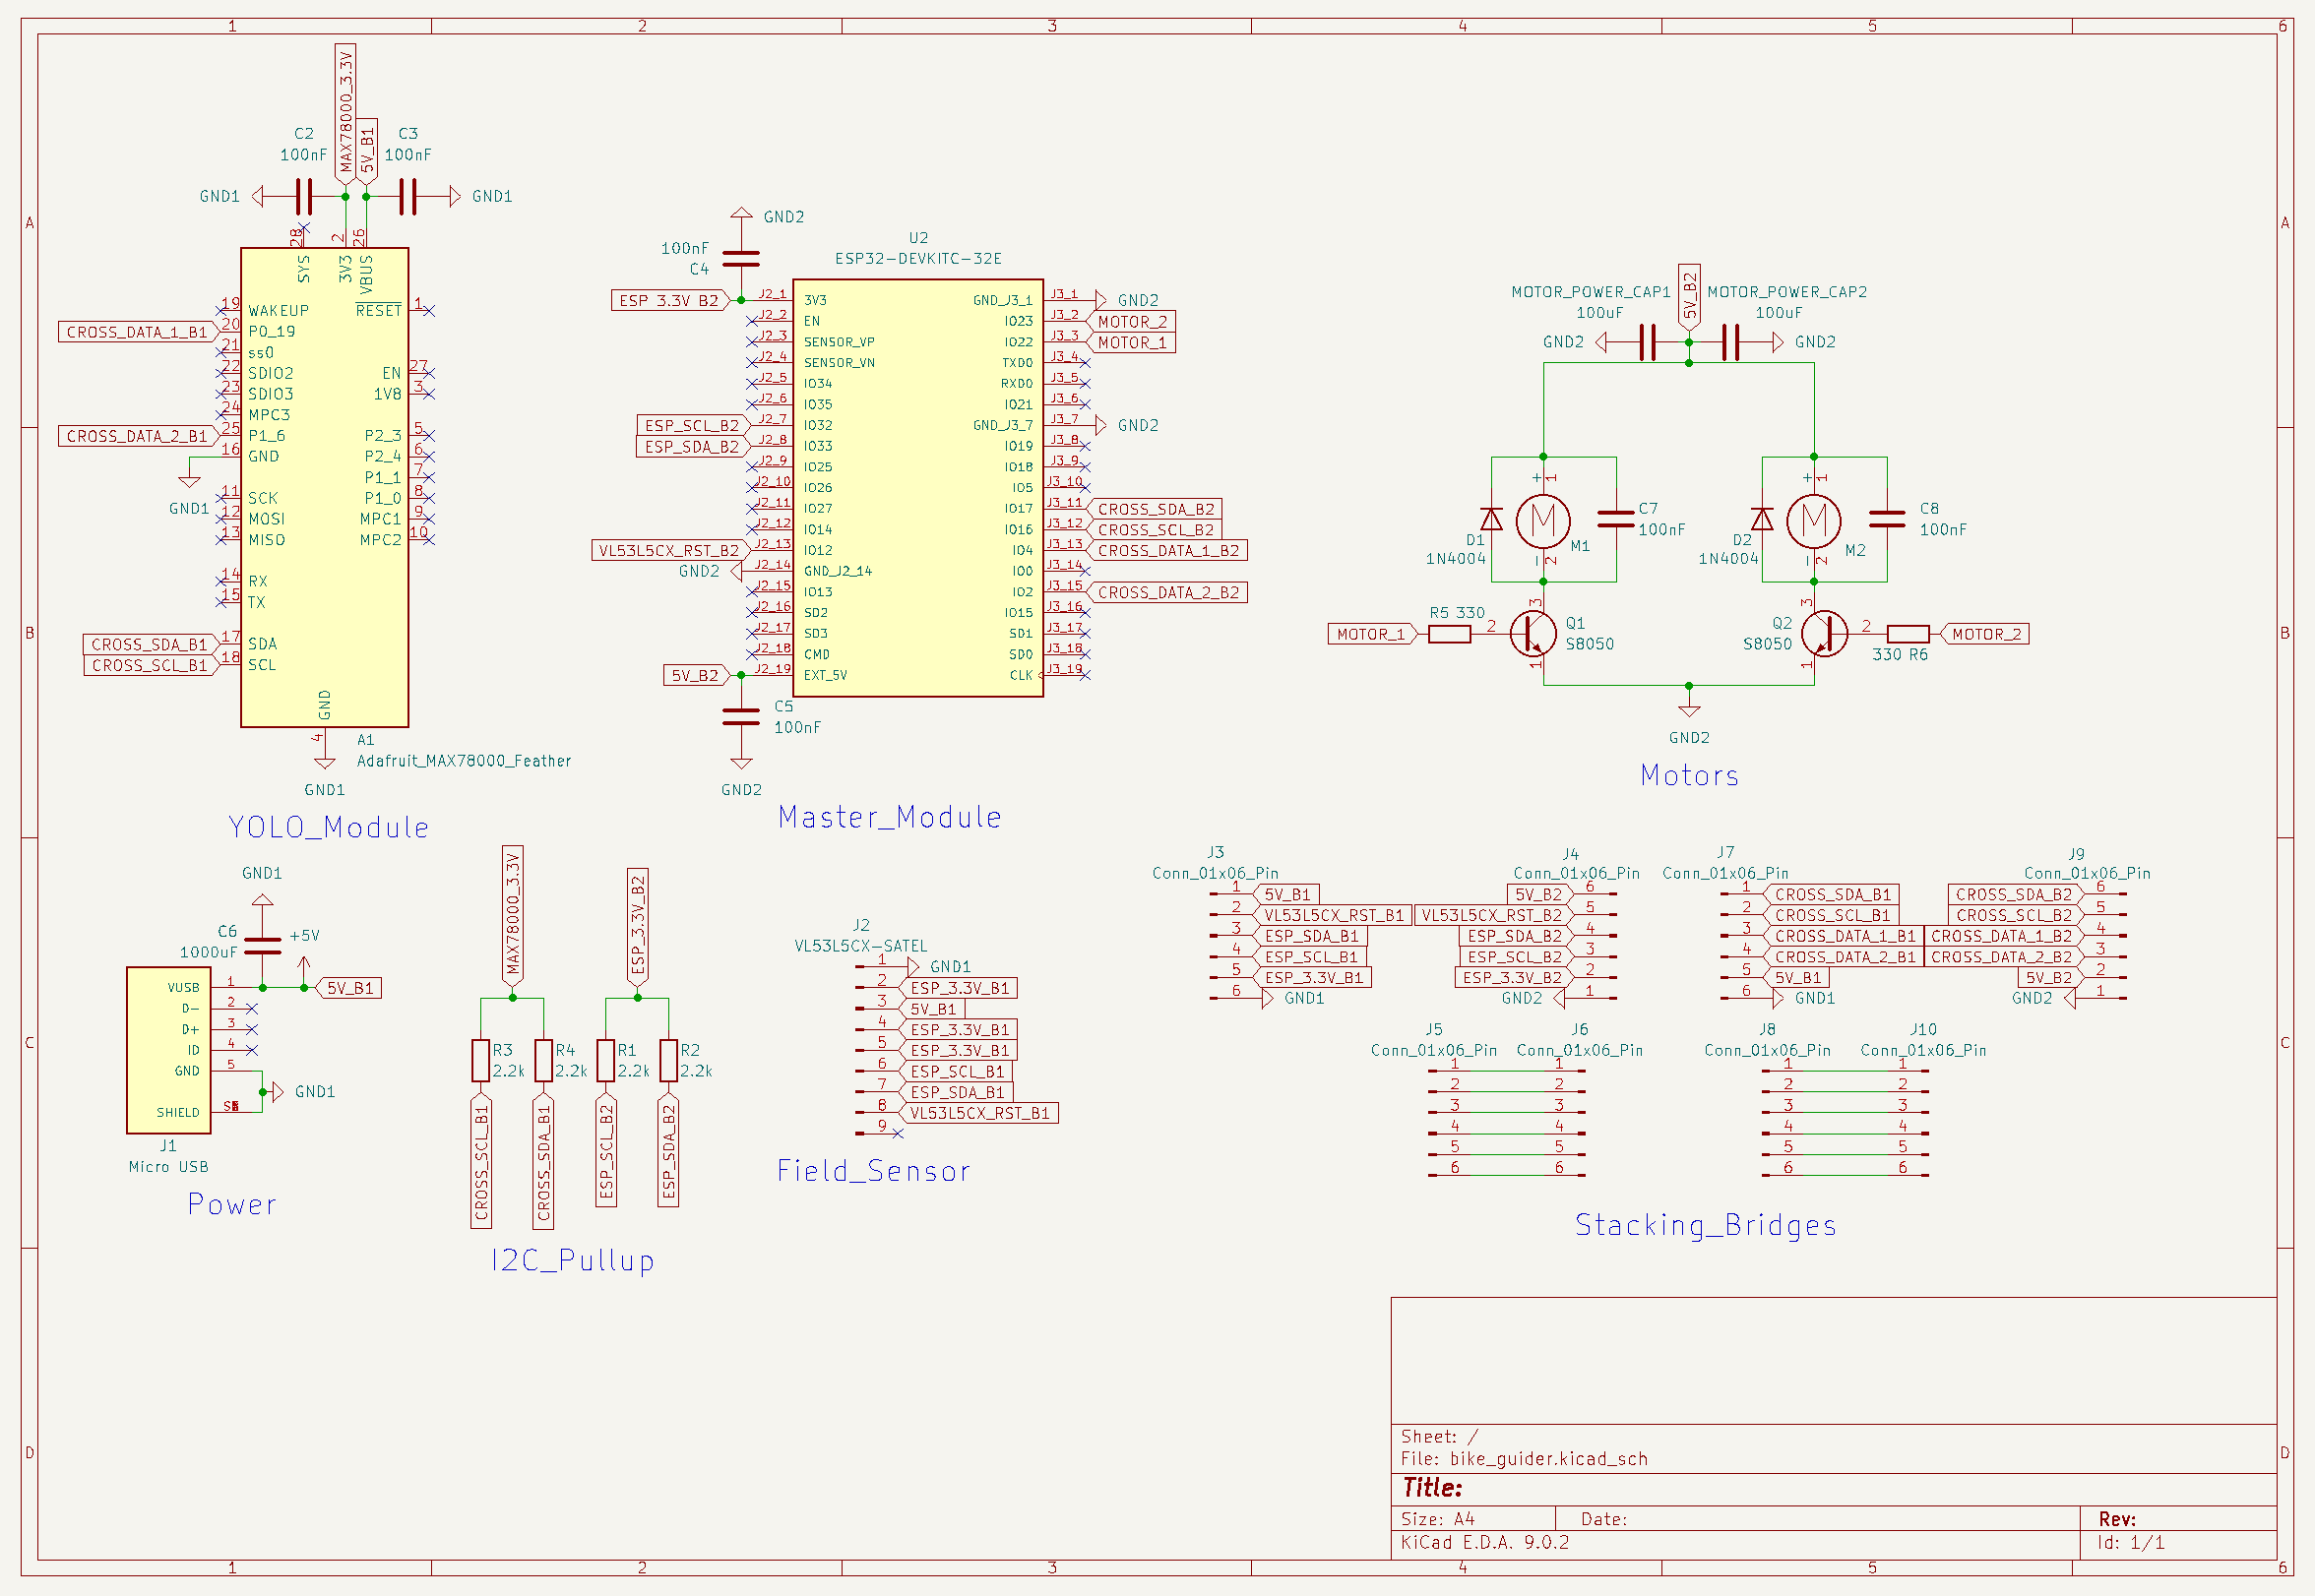 1 2 3 4 5 6
A A
B B
C C
D D
MAX78000_3.3V
5V_B1
C2
100nF
C3
100nF
GND1
GND1
28
2
26
SYS
3V3
VBUS
19 WAKEUP
RESET 1
CROSS_DATA_1_B1 20 P0_19
21 ss0
22 SDIO2
EN 27
23 SDIO3
1V8 3
24 MPC3
CROSS_DATA_2_B1 25 P1_6
P2_3 5
16 GND
P2_4 6
P1_1 7
GND1
11 SCK
P1_0 8
12 MOSI
MPC1 9
13 MISO
MPC2 10
14 RX
15 TX
CROSS_SDA_B1 17 SDA
CROSS_SCL_B1 18 SCL
GND
4
A1
Adafruit_MAX78000_Feather
GND1
YOLO_Module
GND2
100nF
C4
U2
ESP32-DEVKITC-32E
ESP_3.3V_B2 J2_1 3V3
GND_J3_1 J3_1 GND2
J2_2 EN
IO23 J3_2 MOTOR_2
J2_3 SENSOR_VP
IO22 J3_3 MOTOR_1
J2_4 SENSOR_VN
TXD0 J3_4
J2_5 IO34
RXD0 J3_5
J2_6 IO35
IO21 J3_6
ESP_SCL_B2 J2_7 IO32
GND_J3_7 J3_7 GND2
ESP_SDA_B2 J2_8 IO33
IO19 J3_8
J2_9 IO25
IO18 J3_9
J2_10 IO26
IO5 J3_10
J2_11 IO27
IO17 J3_11 CROSS_SDA_B2
J2_12 IO14
IO16 J3_12 CROSS_SCL_B2
VL53L5CX_RST_B2 J2_13 IO12
IO4 J3_13 CROSS_DATA_1_B2
GND2 J2_14 GND_J2_14
IO0 J3_14
J2_15 IO13
IO2 J3_15 CROSS_DATA_2_B2
J2_16 SD2
IO15 J3_16
J2_17 SD3
SD1 J3_17
J2_18 CMD
SD0 J3_18
5V_B2 J2_19 EXT_5V
CLK J3_19
C5
100nF
GND2
Master_Module
5V_B2
MOTOR_POWER_CAP1
100uF
MOTOR_POWER_CAP2
100uF
GND2
GND2
+ 1
M
M1
- 2
D1
1N4004
C7
100nF
+ 1
M
M2
- 2
D2
1N4004
C8
100nF
MOTOR_1
R5 330
2
3
1
Q1
S8050
Q2
S8050
3
1
2
330 R6
MOTOR_2
GND2
Motors
GND1
C6
1000uF
+5V
VUSB 1
5V_B1
D- 2
D+ 3
ID 4
GND 5
GND1
SHIELD
J1
Micro USB
Power
MAX78000_3.3V
ESP_3.3V_B2
R3
2.2k
R4
2.2k
R1
2.2k
R2
2.2k
CROSS_SCL_B1
CROSS_SDA_B1
ESP_SCL_B2
ESP_SDA_B2
I2C_Pullup
J2
VL53L5CX-SATEL
1 GND1
2 ESP_3.3V_B1
3 5V_B1
4 ESP_3.3V_B1
5 ESP_3.3V_B1
6 ESP_SCL_B1
7 ESP_SDA_B1
8 VL53L5CX_RST_B1
9
Field_Sensor
J3
Conn_01x06_Pin
1 5V_B1
2 VL53L5CX_RST_B1
3 ESP_SDA_B1
4 ESP_SCL_B1
5 ESP_3.3V_B1
6 GND1
J4
Conn_01x06_Pin
5V_B2 6
VL53L5CX_RST_B2 5
ESP_SDA_B2 4
ESP_SCL_B2 3
ESP_3.3V_B2 2
GND2 1
J7
Conn_01x06_Pin
1 CROSS_SDA_B1
2 CROSS_SCL_B1
3 CROSS_DATA_1_B1
4 CROSS_DATA_2_B1
5 5V_B1
6 GND1
J9
Conn_01x06_Pin
CROSS_SDA_B2 6
CROSS_SCL_B2 5
CROSS_DATA_1_B2 4
CROSS_DATA_2_B2 3
5V_B2 2
GND2 1
J5
Conn_01x06_Pin
J6
Conn_01x06_Pin
1 1
2 2
3 3
4 4
5 5
6 6
J8
Conn_01x06_Pin
J10
Conn_01x06_Pin
1 1
2 2
3 3
4 4
5 5
6 6
Stacking_Bridges
Sheet: /
File: bike_guider.kicad_sch
Title:
Size: A4 Date: Rev:
KiCad E.D.A. 9.0.2 Id: 1/1
1 2 3 4 5 6